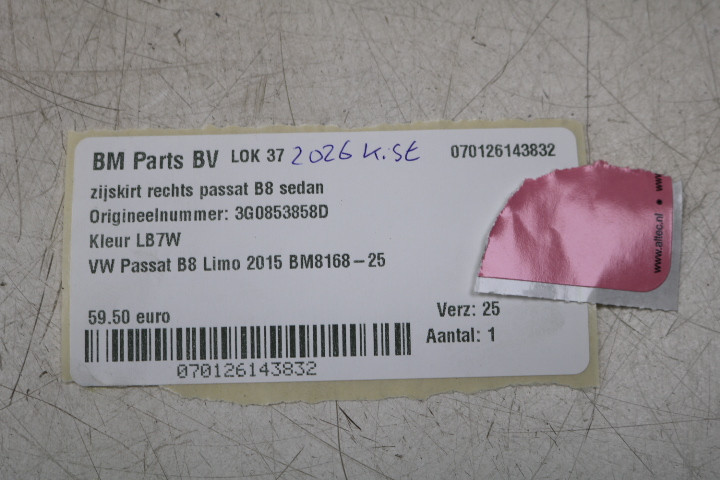 BM Parts BV LOK 37 2026 K.St 070126143832
zijskirt rechts passat B8 sedan
Origineelnummer: 3G0853858D
Kleur LB7W
VW Passat B8 Limo 2015 BM8168-25
59.50 euro
Verz: 25
Aantal: 1
070126143832
www.altec.nl •